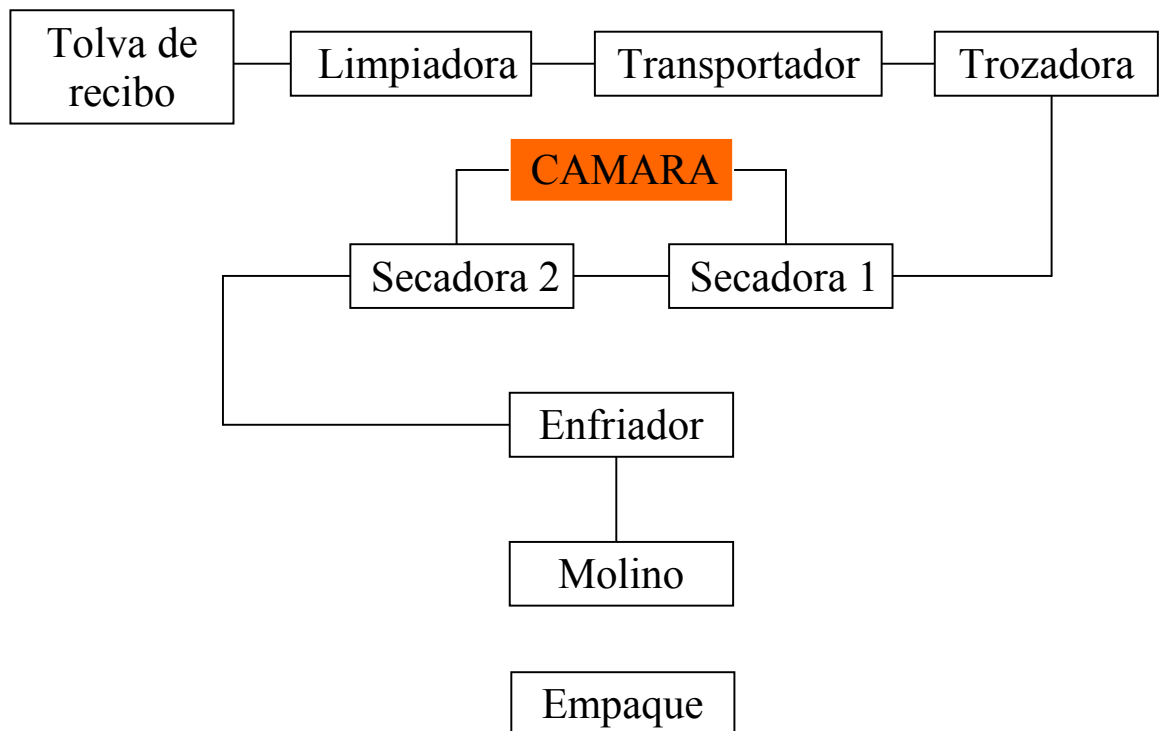 Tolva de
recibo
Limpiadora
Transportador
Trozadora
CAMARA
Secadora 2
Secadora 1
Enfriador
Molino
Empaque